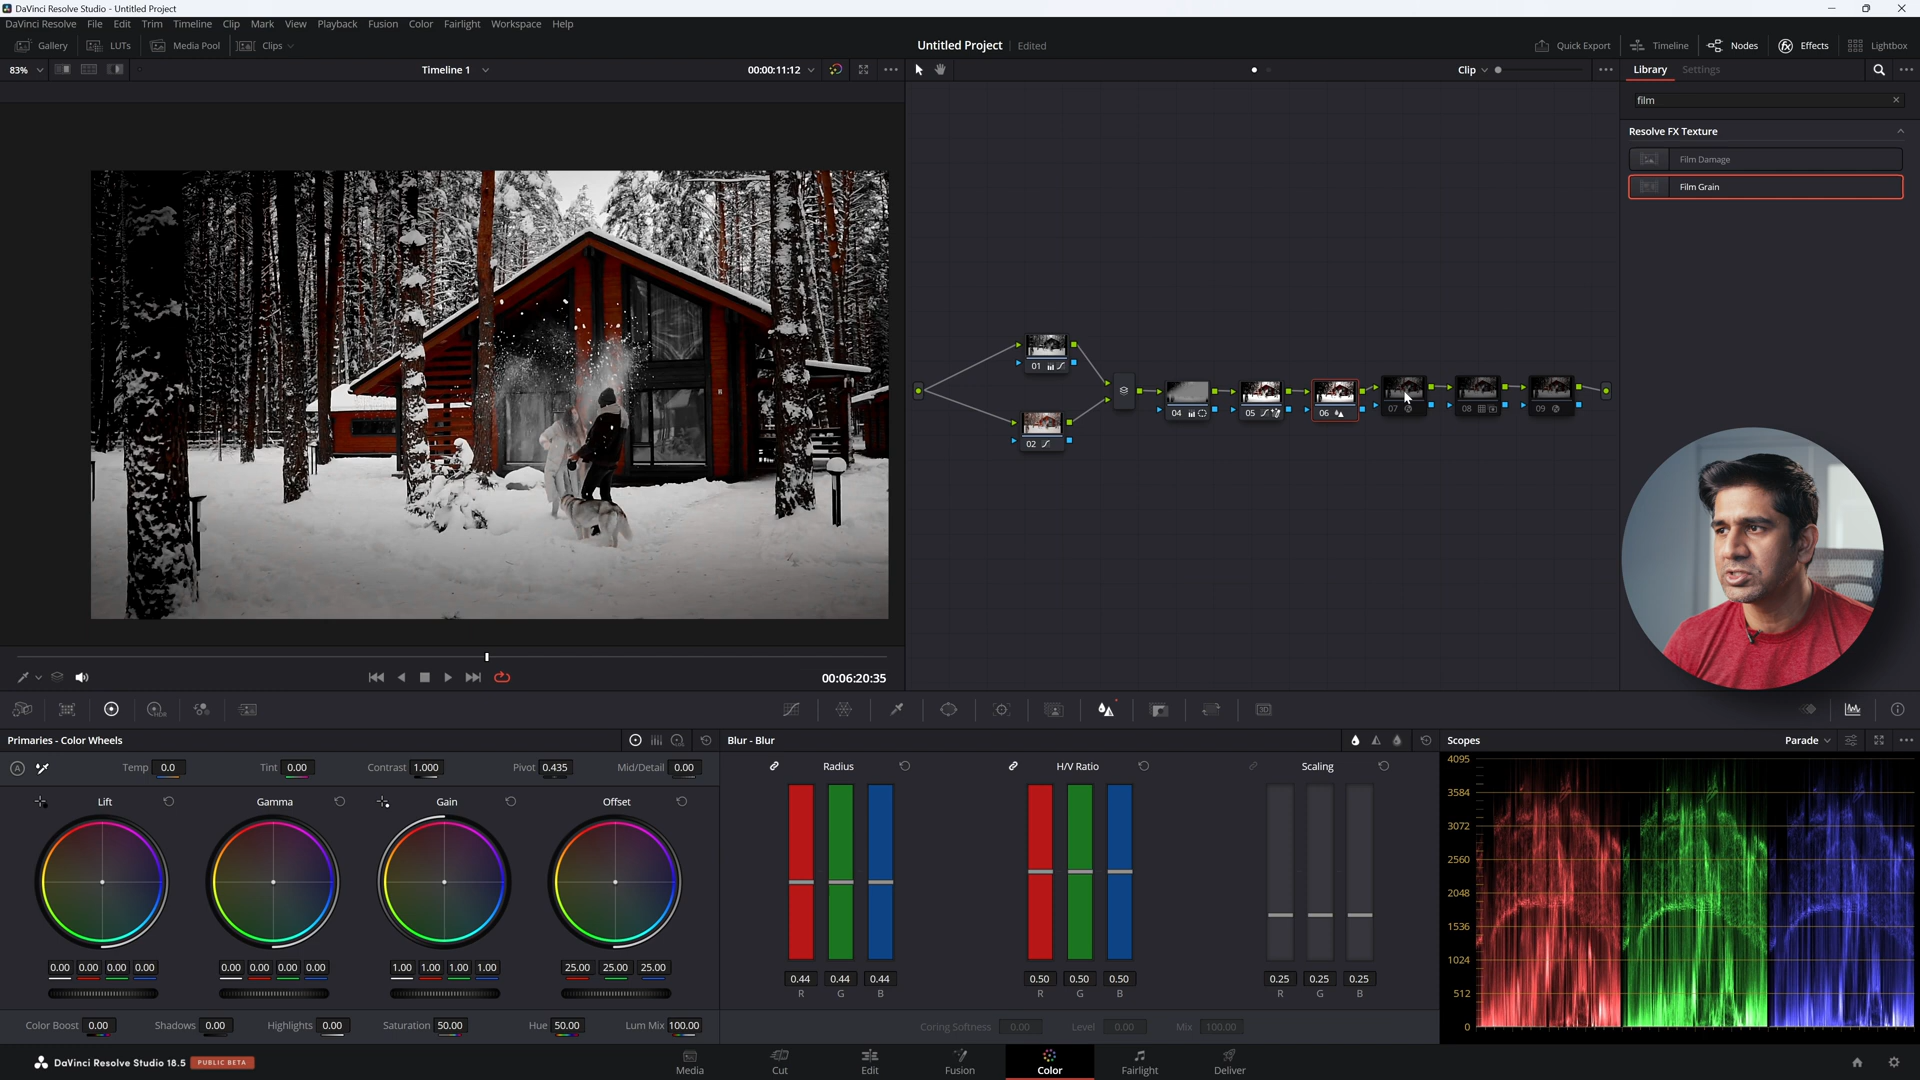 DaVinci Resolve Studio - Untitled Project
DaVinci Resolve File Edit Trim Timeline Clip Mark View Playback Fusion Color Fairlight Workspace Help
Gallery LUTs Media Pool Clips Untitled Project Edited Quick Export Timeline Nodes Effects Lightbox
83% Timeline 1 00:00:11:12 Clip Library Settings
film
Resolve FX Texture
Film Damage
Film Grain
01
02
04 05 06 07 08 09
00:06:20:35
HDR
3D
Primaries - Color Wheels Blur - Blur Scopes Parade
A Temp 0.0 Tint 0.00 Contrast 1.000 Pivot 0.435 Mid/Detail 0.00 Radius H/V Ratio Scaling
Lift Gamma Gain Offset
4095
3584
3072
2560
2048
1536
1024
512
0
0.00 0.00 0.00 0.00 0.00 0.00 0.00 0.00 1.00 1.00 1.00 1.00 25.00 25.00 25.00
0.44 0.44 0.44 0.50 0.50 0.50 0.25 0.25 0.25
R G B R G B R G B
Color Boost 0.00 Shadows 0.00 Highlights 0.00 Saturation 50.00 Hue 50.00 Lum Mix 100.00 Coring Softness 0.00 Level 0.00 Mix 100.00
DaVinci Resolve Studio 18.5 PUBLIC BETA
Media Cut Edit Fusion Color Fairlight Deliver